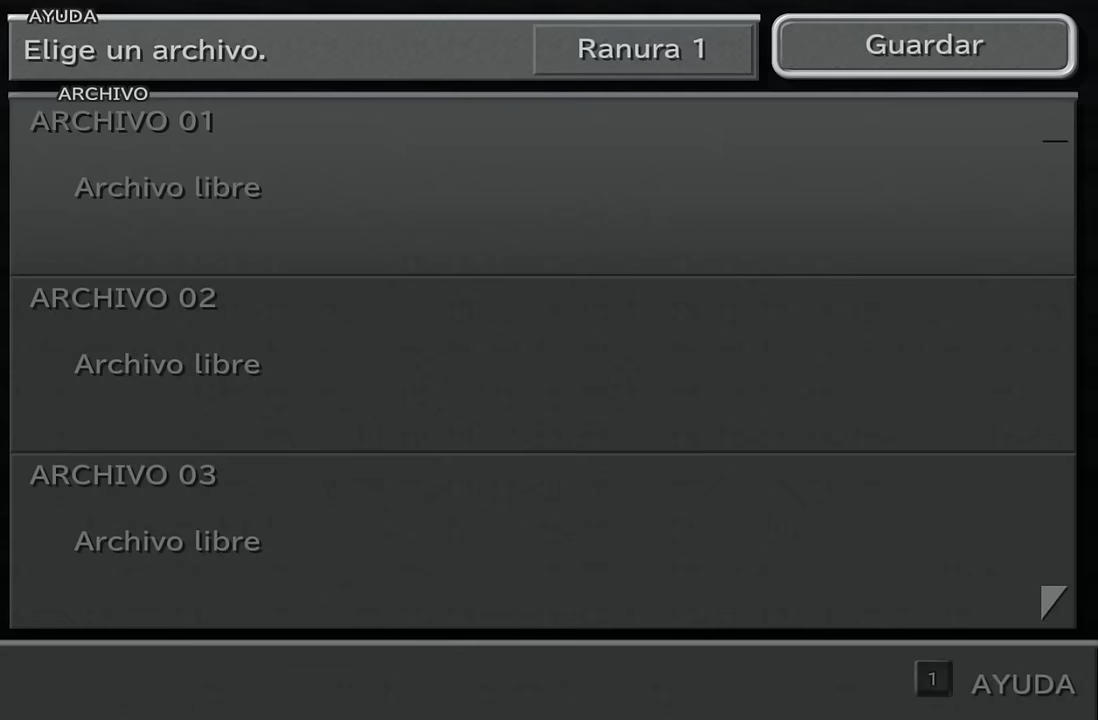 AYUDA
Elige un archivo.
Ranura 1
Guardar
ARCHIVO
ARCHIVO 01
Archivo libre
ARCHIVO 02
Archivo libre
ARCHIVO 03
Archivo libre
1 AYUDA